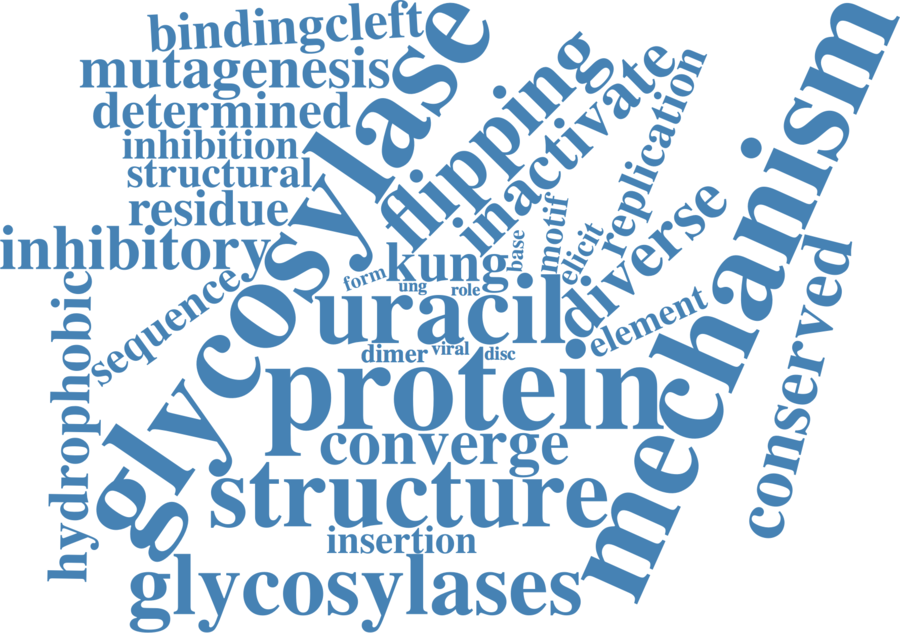 bindingcleft
mutagenesis
determined
inhibition
structural
residue
inhibitory
glycosylase
flipping
inactivate
replication
mechanism
motif
base
elicit
diverse
kung
form
ung
role
sequence
hydrophobic
uracil
element
conserved
dimer
viral
disc
protein
converge
structure
insertion
glycosylases